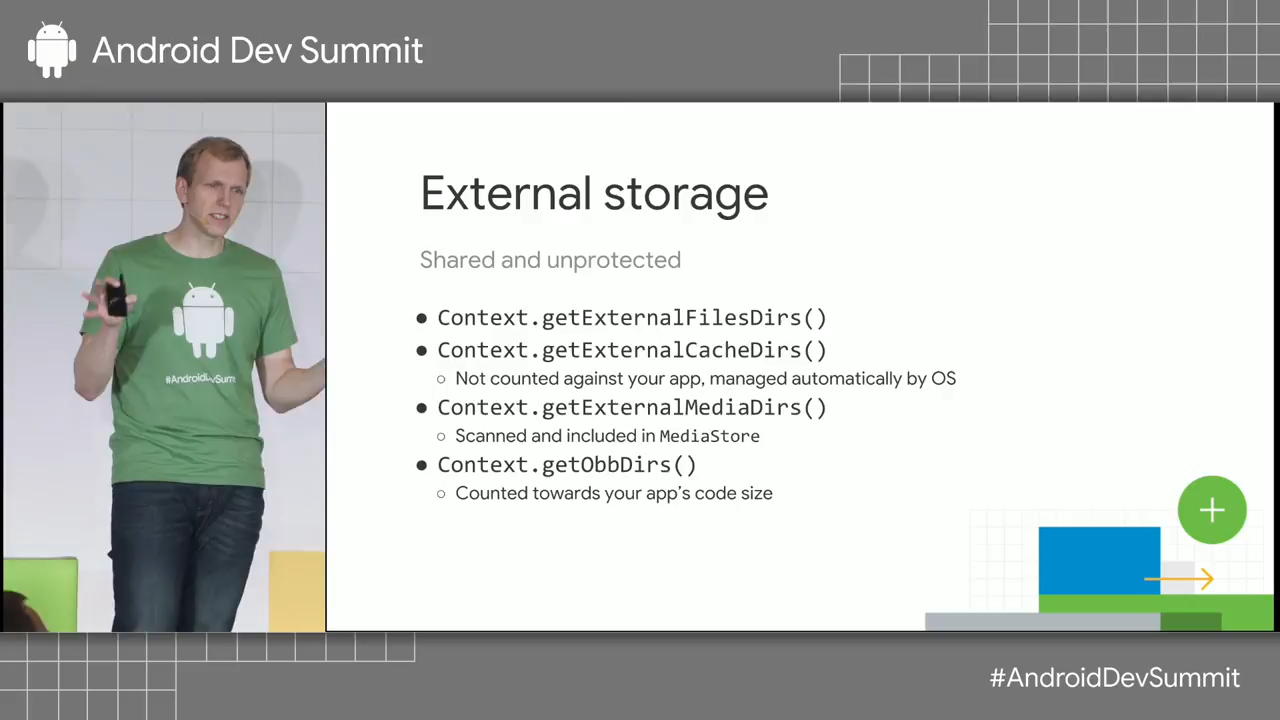 Android Dev Summit
External storage
Shared and unprotected
● Context.getExternalFilesDirs()
● Context.getExternalCacheDirs()
○ Not counted against your app, managed automatically by OS
● Context.getExternalMediaDirs()
○ Scanned and included in MediaStore
● Context.getObbDirs()
○ Counted towards your app's code size
#AndroidDevSummit
#AndroidDevSummit